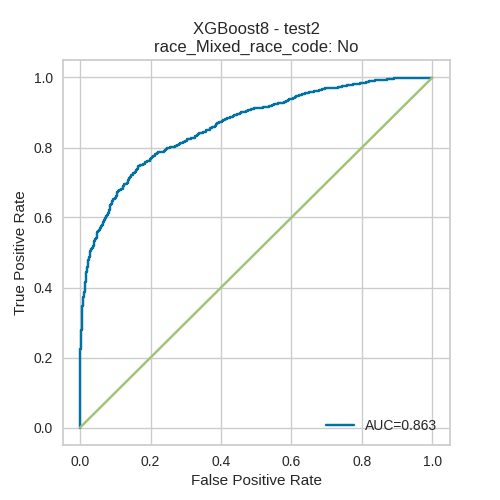 XGBoost8 - test2
race_Mixed_race_code: No
1.0
0.8
0.6
0.4
0.2
0.0
True Positive Rate
AUC=0.863
0.0 0.2 0.4 0.6 0.8 1.0
False Positive Rate